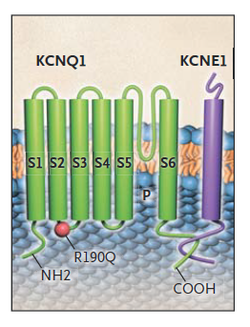 KCNQ1 KCNE1
S1 S2 S3 S4 S5 S6
P
R190Q
NH2
COOH